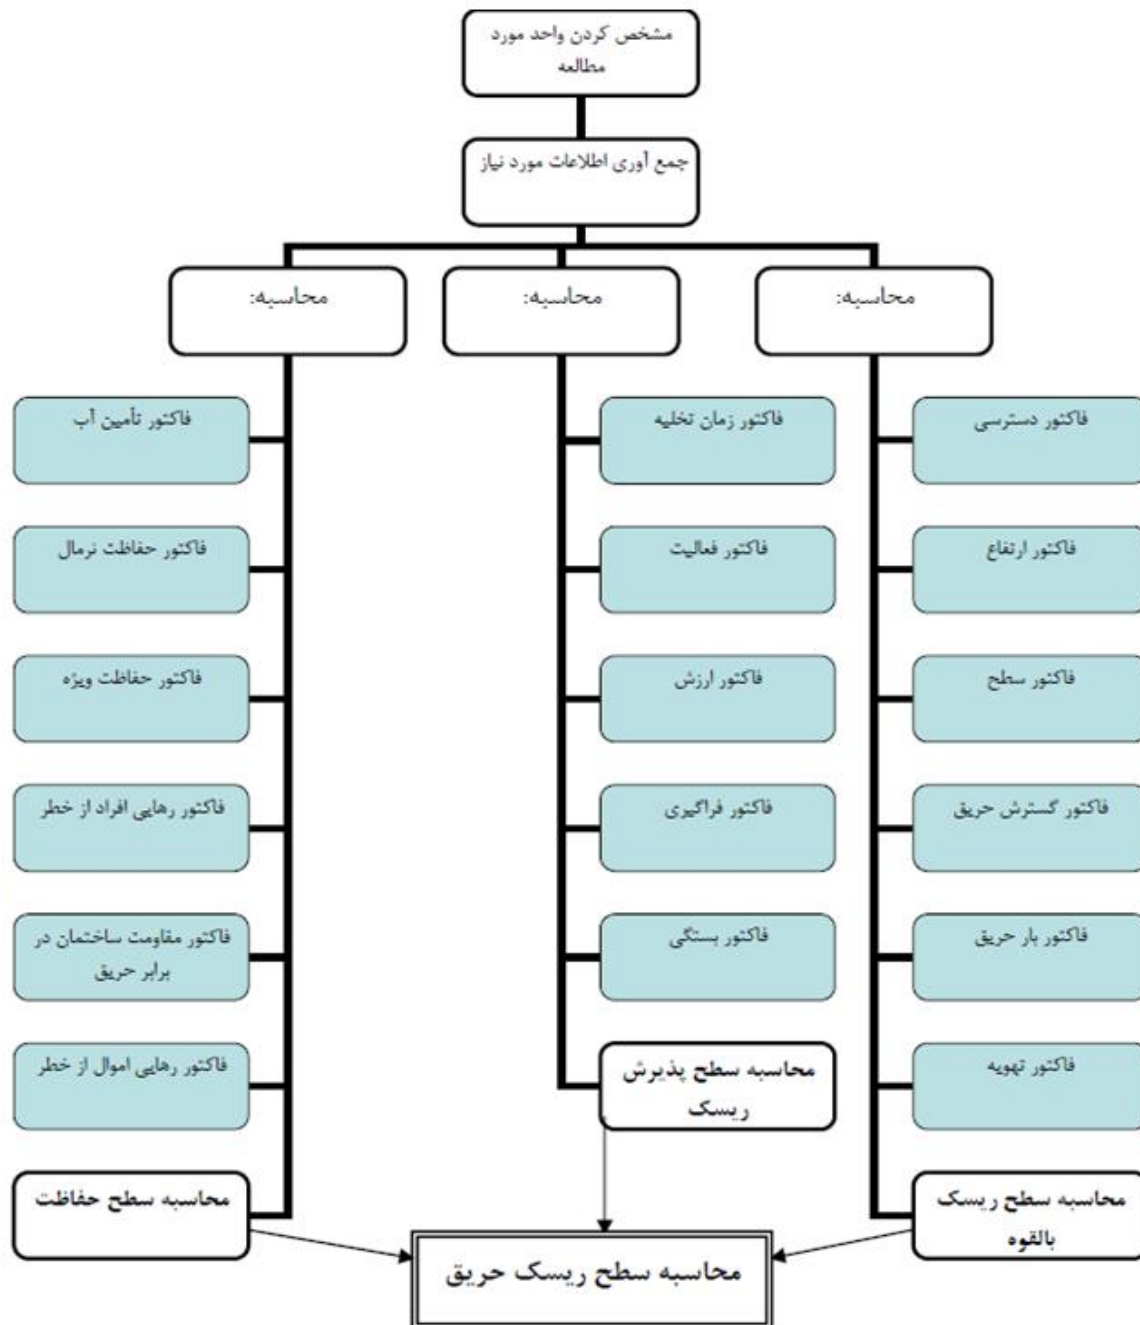 مشخص کردن واحد مورد
مطالعه
جمع آوری اطلاعات مورد نیاز
محاسبه:
محاسبه:
محاسبه:
فاکتور دسترسی
فاکتور زمان تخلیه
فاکتور تأمین آب
فاکتور ارتفاع
فاکتور فعالیت
فاکتور حفاظت نرمال
فاکتور سطح
فاکتور ارزش
فاکتور حفاظت ویژه
فاکتور گسترش حریق
فاکتور فراگیری
فاکتور رهایی افراد از خطر
فاکتور بار حریق
فاکتور بستگی
فاکتور مقاومت ساختمان در
برابر حریق
فاکتور تهویه
محاسبه سطح پذیرش
ریسک
فاکتور رهایی اموال از خطر
محاسبه سطح ریسک
بالقوه
محاسبه سطح حفاظت
محاسبه سطح ریسک حریق